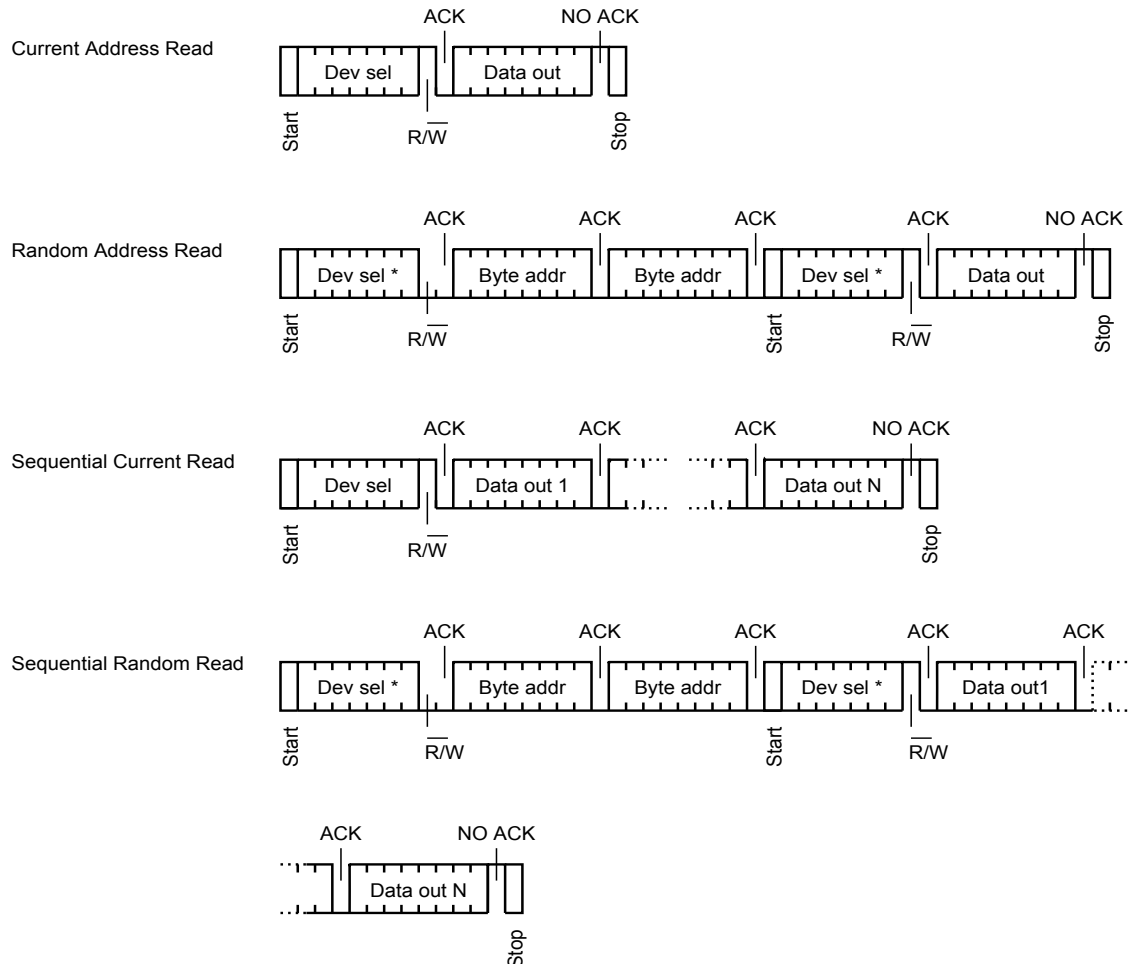 ACK NO ACK
Current Address Read
Dev sel Data out
Start R/W̅ Stop
ACK ACK ACK ACK NO ACK
Random Address Read
Dev sel * Byte addr Byte addr Dev sel * Data out
Start R/W̅ Start R/W̅ Stop
ACK ACK ACK NO ACK
Sequential Current Read
Dev sel Data out 1 Data out N
Start R/W̅ Stop
ACK ACK ACK ACK ACK
Sequential Random Read
Dev sel * Byte addr Byte addr Dev sel * Data out1
Start R̅/W Start R̅/W
ACK NO ACK
Data out N
Stop